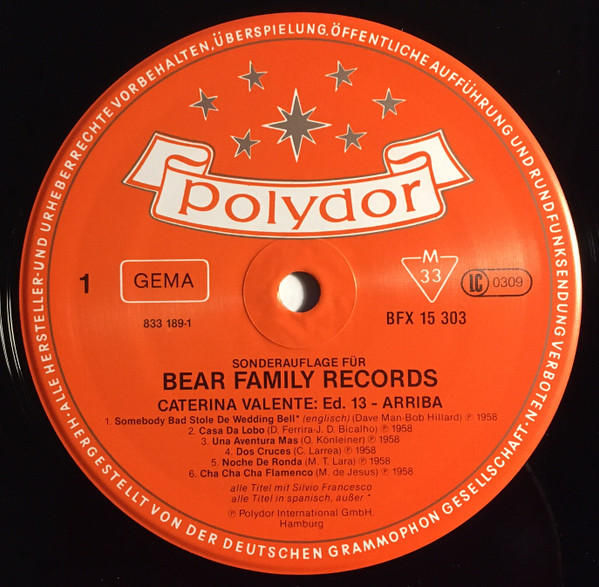 ·ALLE HERSTELLER- UND URHEBERRECHTE VORBEHALTEN, ÜBERSPIELUNG, ÖFFENTLICHE AUFFÜHRUNG UND RUNDFUNKSENDUNG VERBOTEN·
polydor
1
GEMA
M
33
LC 0309
833 189-1
BFX 15 303
SONDERAUFLAGE FÜR
BEAR FAMILY RECORDS
CATERINA VALENTE: Ed. 13 - ARRIBA
1. Somebody Bad Stole De Wedding Bell* (englisch) (Dave Man-Bob Hillard) ℗ 1958
2. Casa Da Lobo (D. Ferrira-J. D. Bicalho) ℗ 1958
3. Una Aventura Mas (O. Könleiner) ℗ 1958
4. Dos Cruces (C. Larrea) ℗ 1958
5. Noche De Ronda (M. T. Lara) ℗ 1958
6. Cha Cha Cha Flamenco (M. de Jesus) ℗ 1958
alle Titel mit Silvio Francesco
alle Titel in spanisch, außer *
℗ Polydor International GmbH.
Hamburg
HERGESTELLT VON DER DEUTSCHEN GRAMMOPHON GESELLSCHAFT·